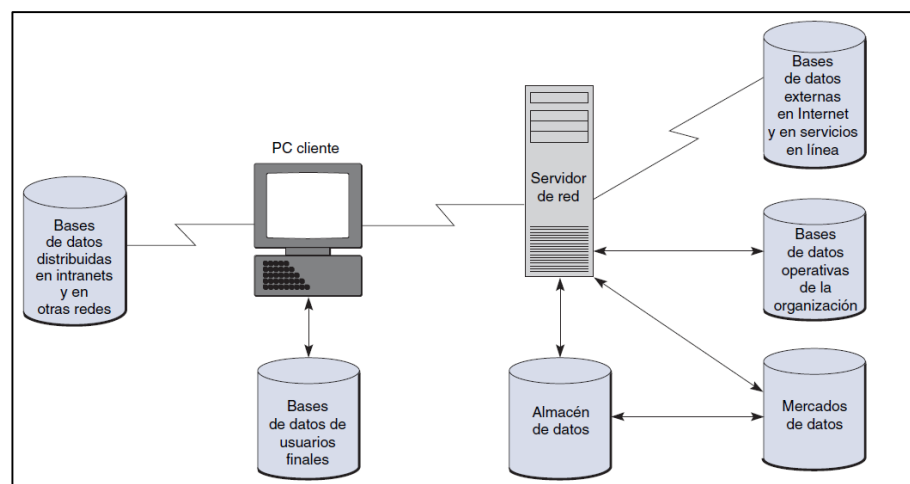 Bases
de datos
externas
en Internet
y en servicios
en línea
PC cliente
Servidor
de red
Bases
de datos
distribuidas
en intranets
y en
otras redes
Bases
de datos
operativas
de la
organización
Bases
de datos de
usuarios
finales
Almacén
de datos
Mercados
de datos